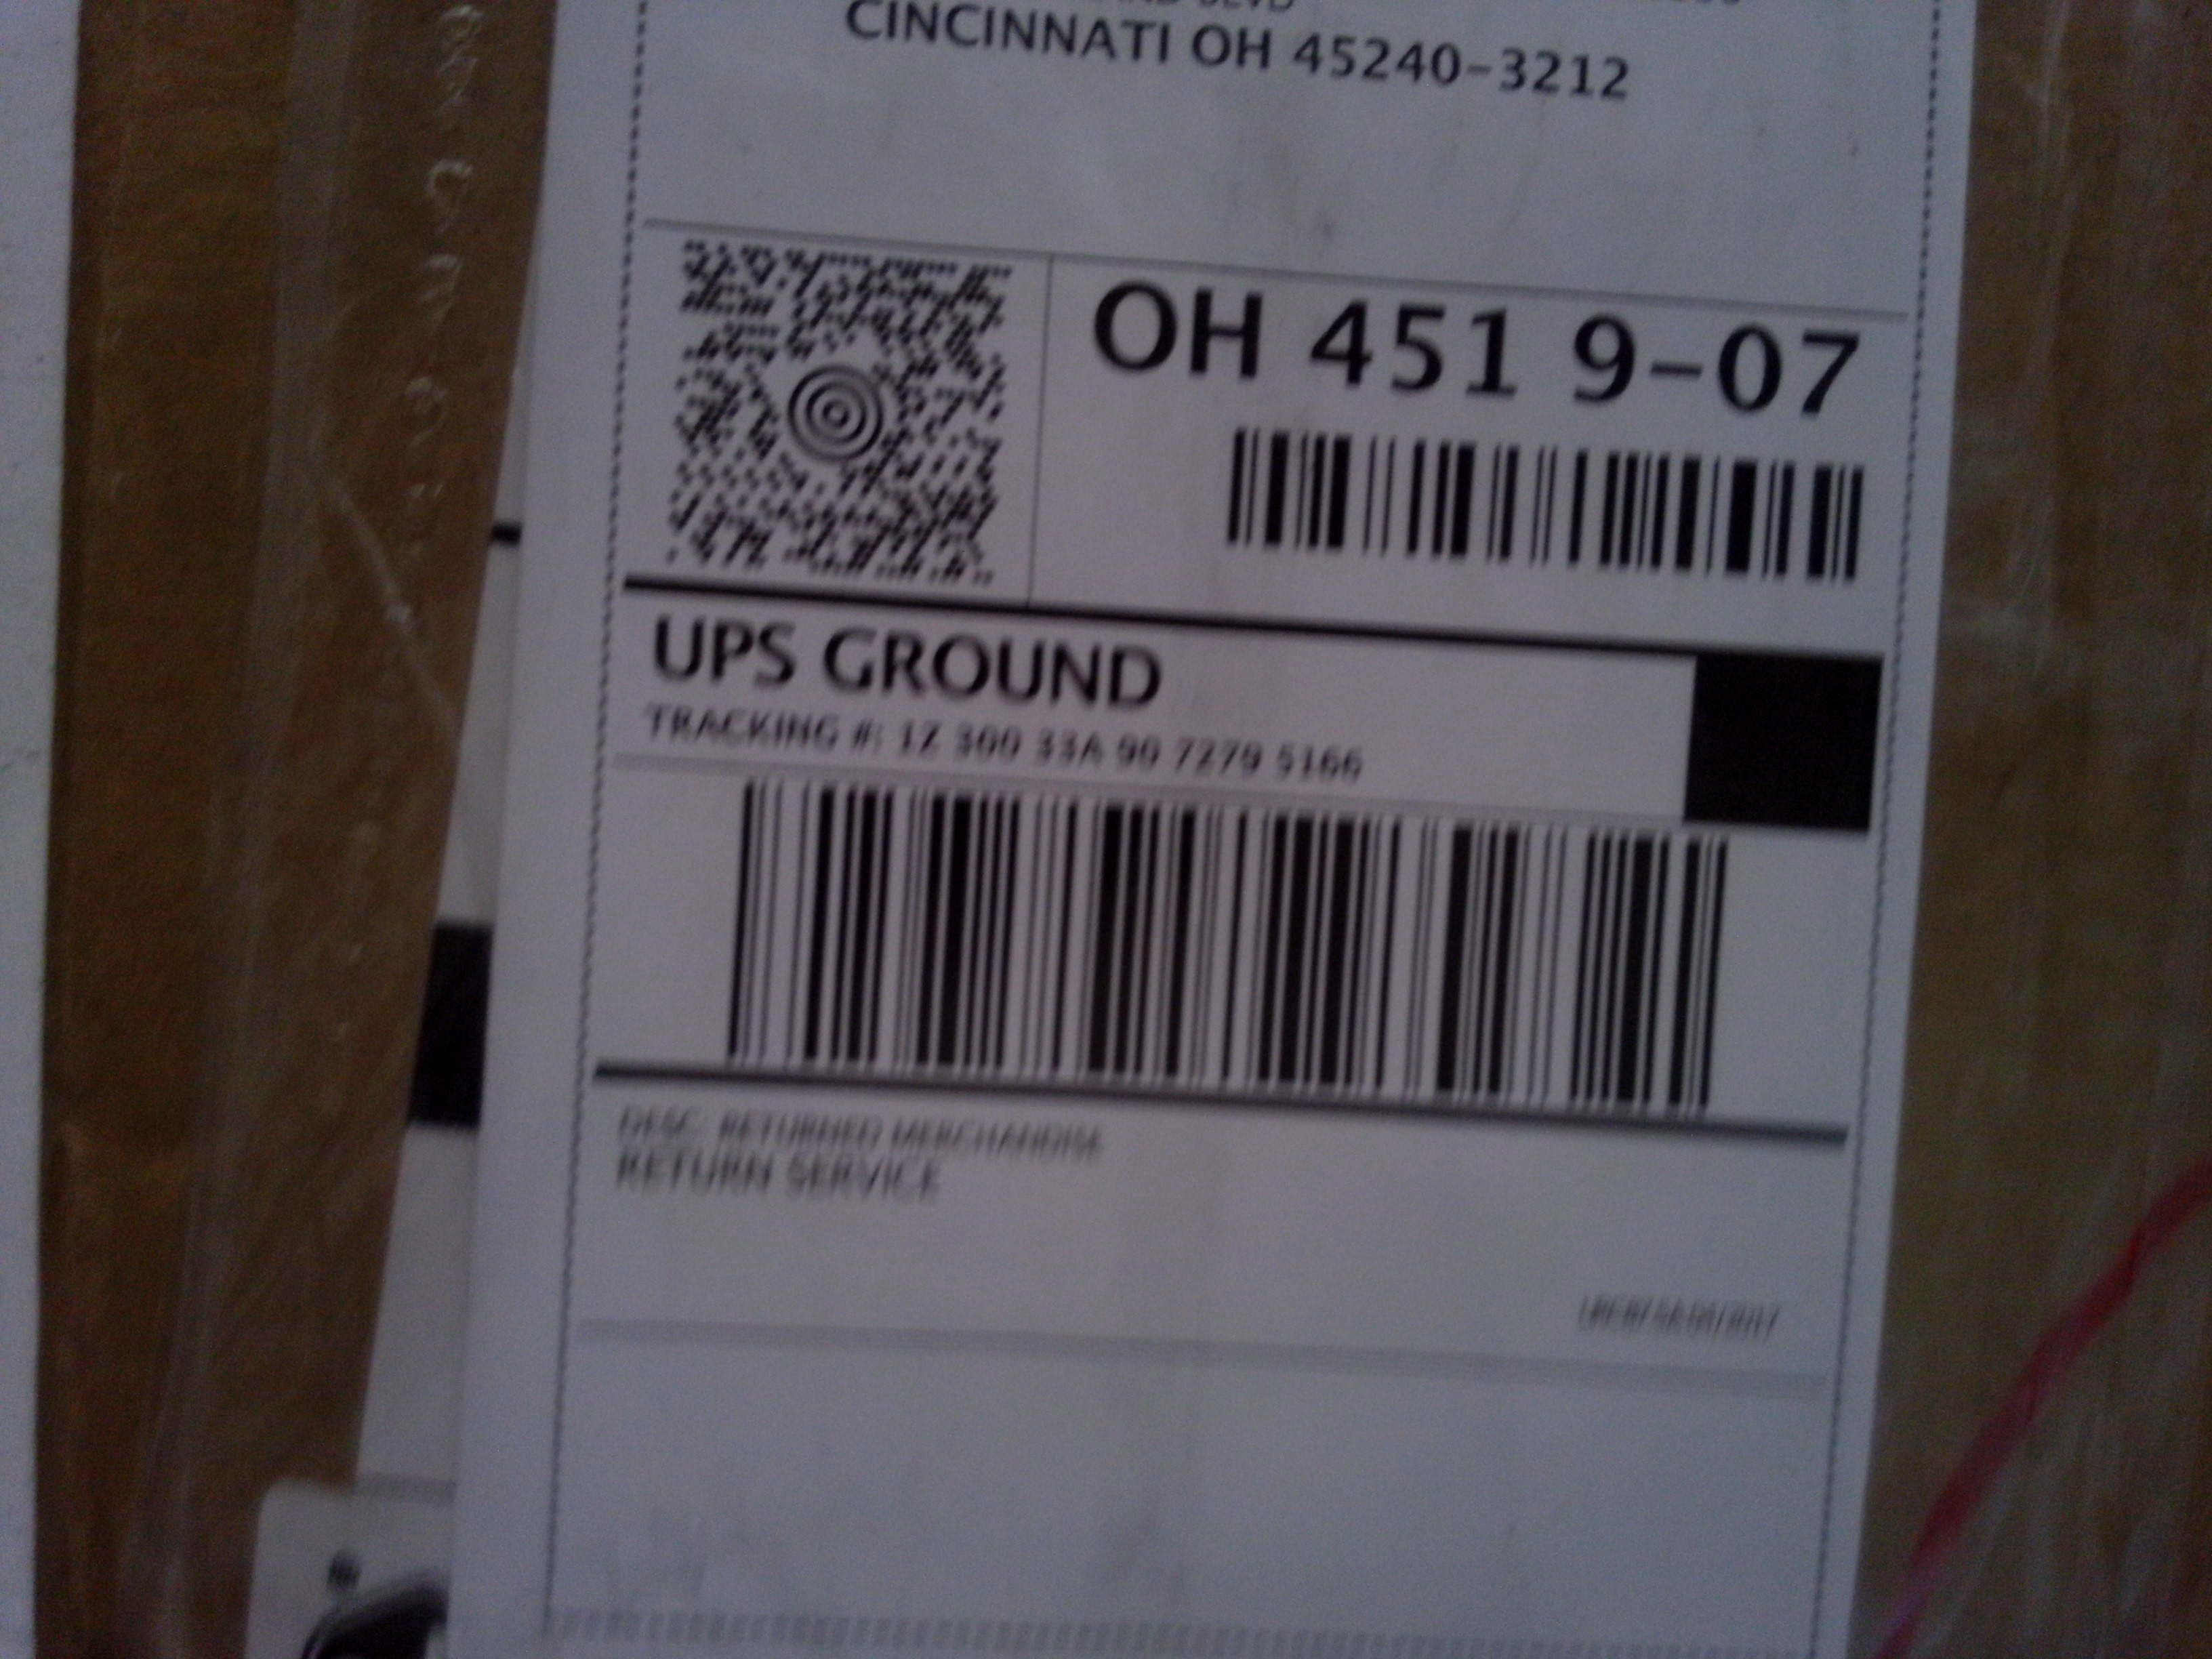 BLVD
CINCINNATI OH 45240-3212
OH 451 9-07
UPS GROUND
TRACKING #: 1Z 300 33A 90 7279 5166
DESC: RETURNED MERCHANDISE
RETURN SERVICE